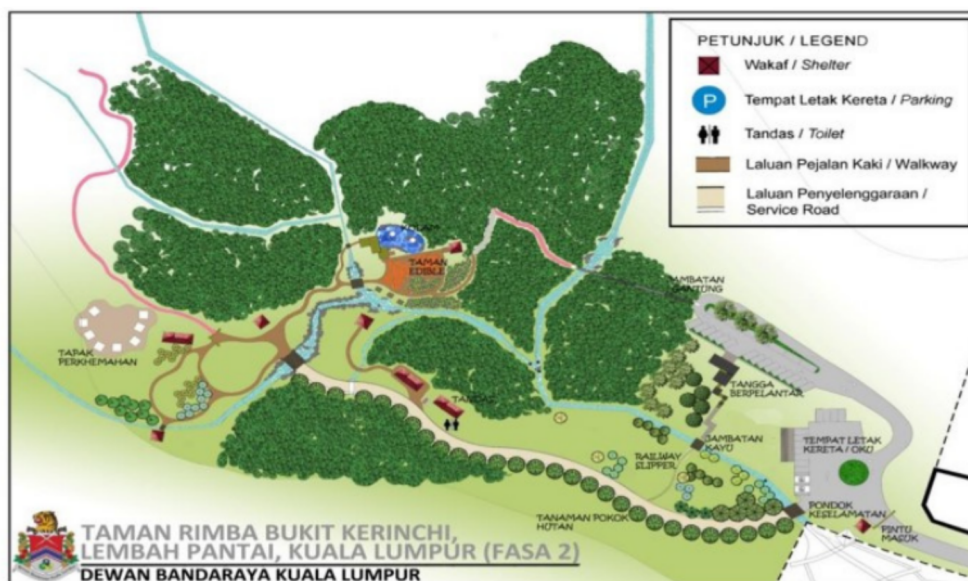 PETUNJUK / LEGEND
Wakaf / Shelter
P
Tempat Letak Kereta / Parking
Tandas / Toilet
Laluan Pejalan Kaki / Walkway
Laluan Penyelenggaraan /
Service Road
TAMAN
EDIBLE
JAMBATAN
GANTUNG
TAPAK
PERKHEMAHAN
TANGGA
BERPELANTAR
JAMBATAN
KAYU
TEMPAT LETAK
KERETA / OKU
RAILWAY
SLIPPER
TANAMAN POKOK
HUTAN
PONDOK
KESELAMATAN
PINTU
MASUK
TAMAN RIMBA BUKIT KERINCHI,
LEMBAH PANTAI, KUALA LUMPUR (FASA 2)
DEWAN BANDARAYA KUALA LUMPUR